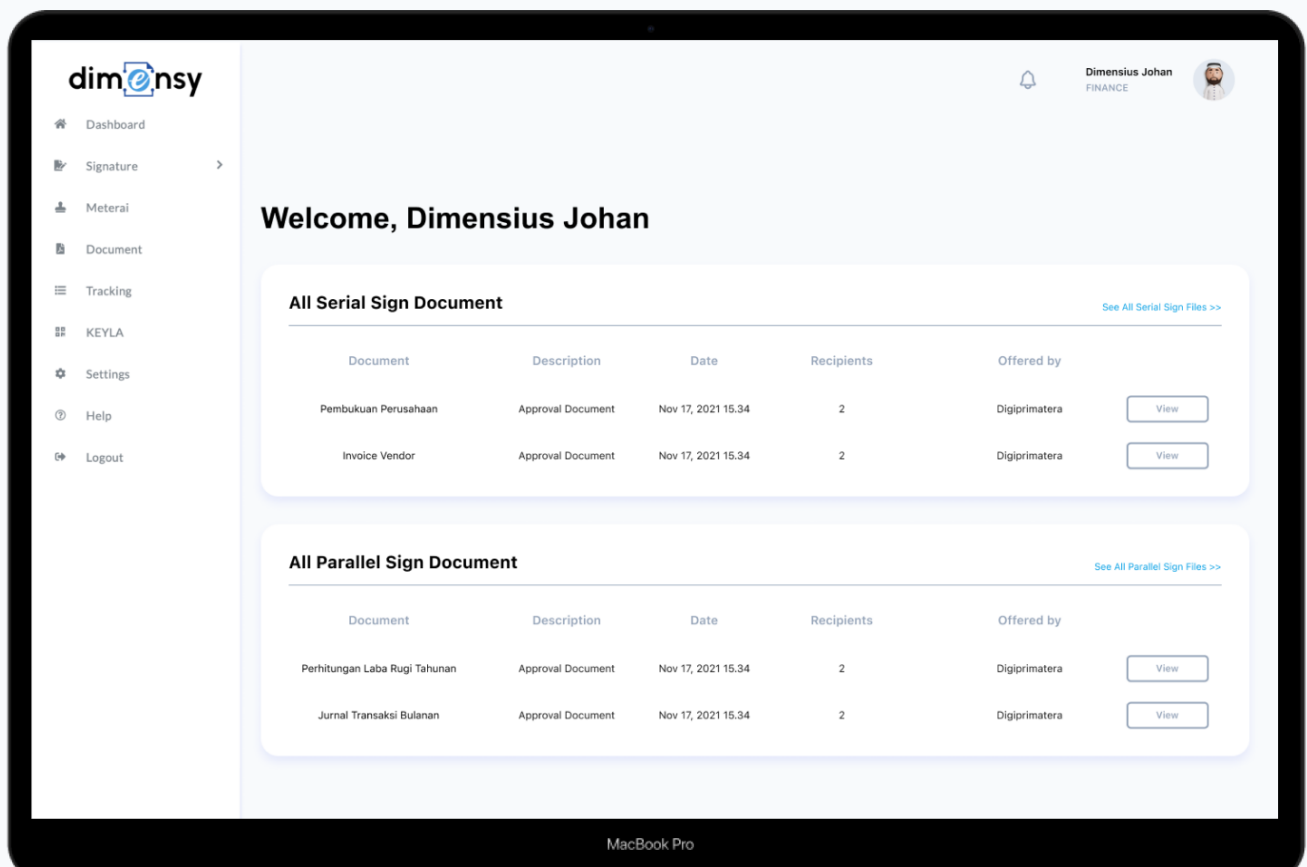 dimensy
Dimensius Johan
FINANCE
Dashboard
Signature
Meterai
Document
Tracking
KEYLA
Settings
Help
Logout
Welcome, Dimensius Johan
All Serial Sign Document
See All Serial Sign Files >>
Document Description Date Recipients Offered by
Pembukuan Perusahaan Approval Document Nov 17, 2021 15.34 2 Digiprimatera View
Invoice Vendor Approval Document Nov 17, 2021 15.34 2 Digiprimatera View
All Parallel Sign Document
See All Parallel Sign Files >>
Document Description Date Recipients Offered by
Perhitungan Laba Rugi Tahunan Approval Document Nov 17, 2021 15.34 2 Digiprimatera View
Jurnal Transaksi Bulanan Approval Document Nov 17, 2021 15.34 2 Digiprimatera View
MacBook Pro